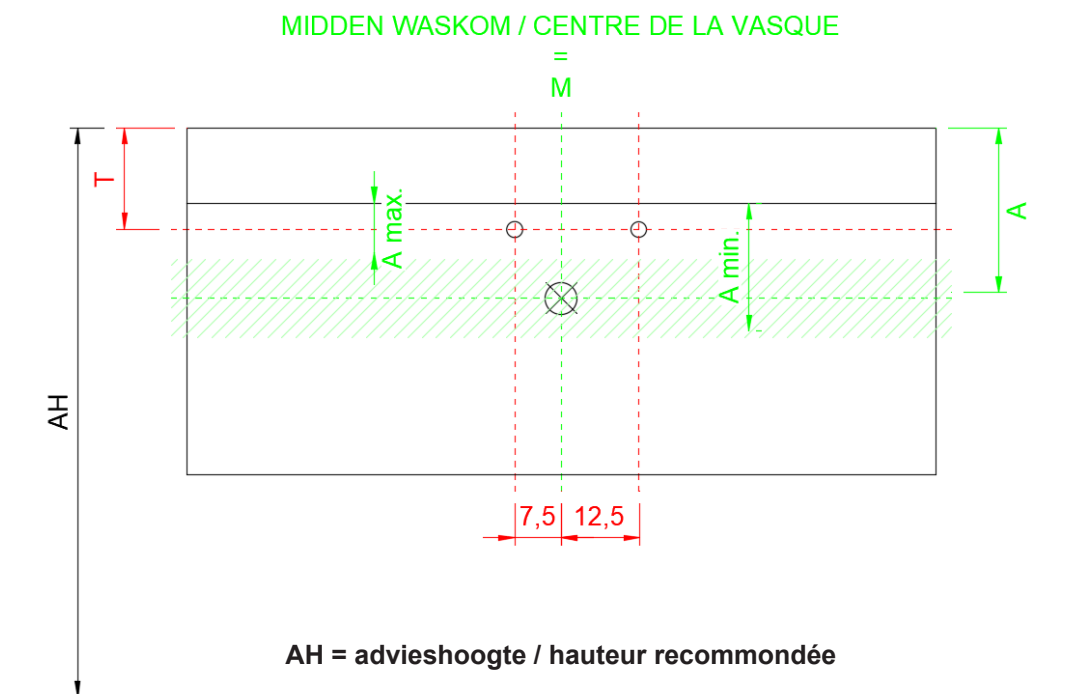 MIDDEN WASKOM / CENTRE DE LA VASQUE
=
M
T
A max.
A min.
A
AH
7,5
12,5
AH = advieshoogte / hauteur recommondée